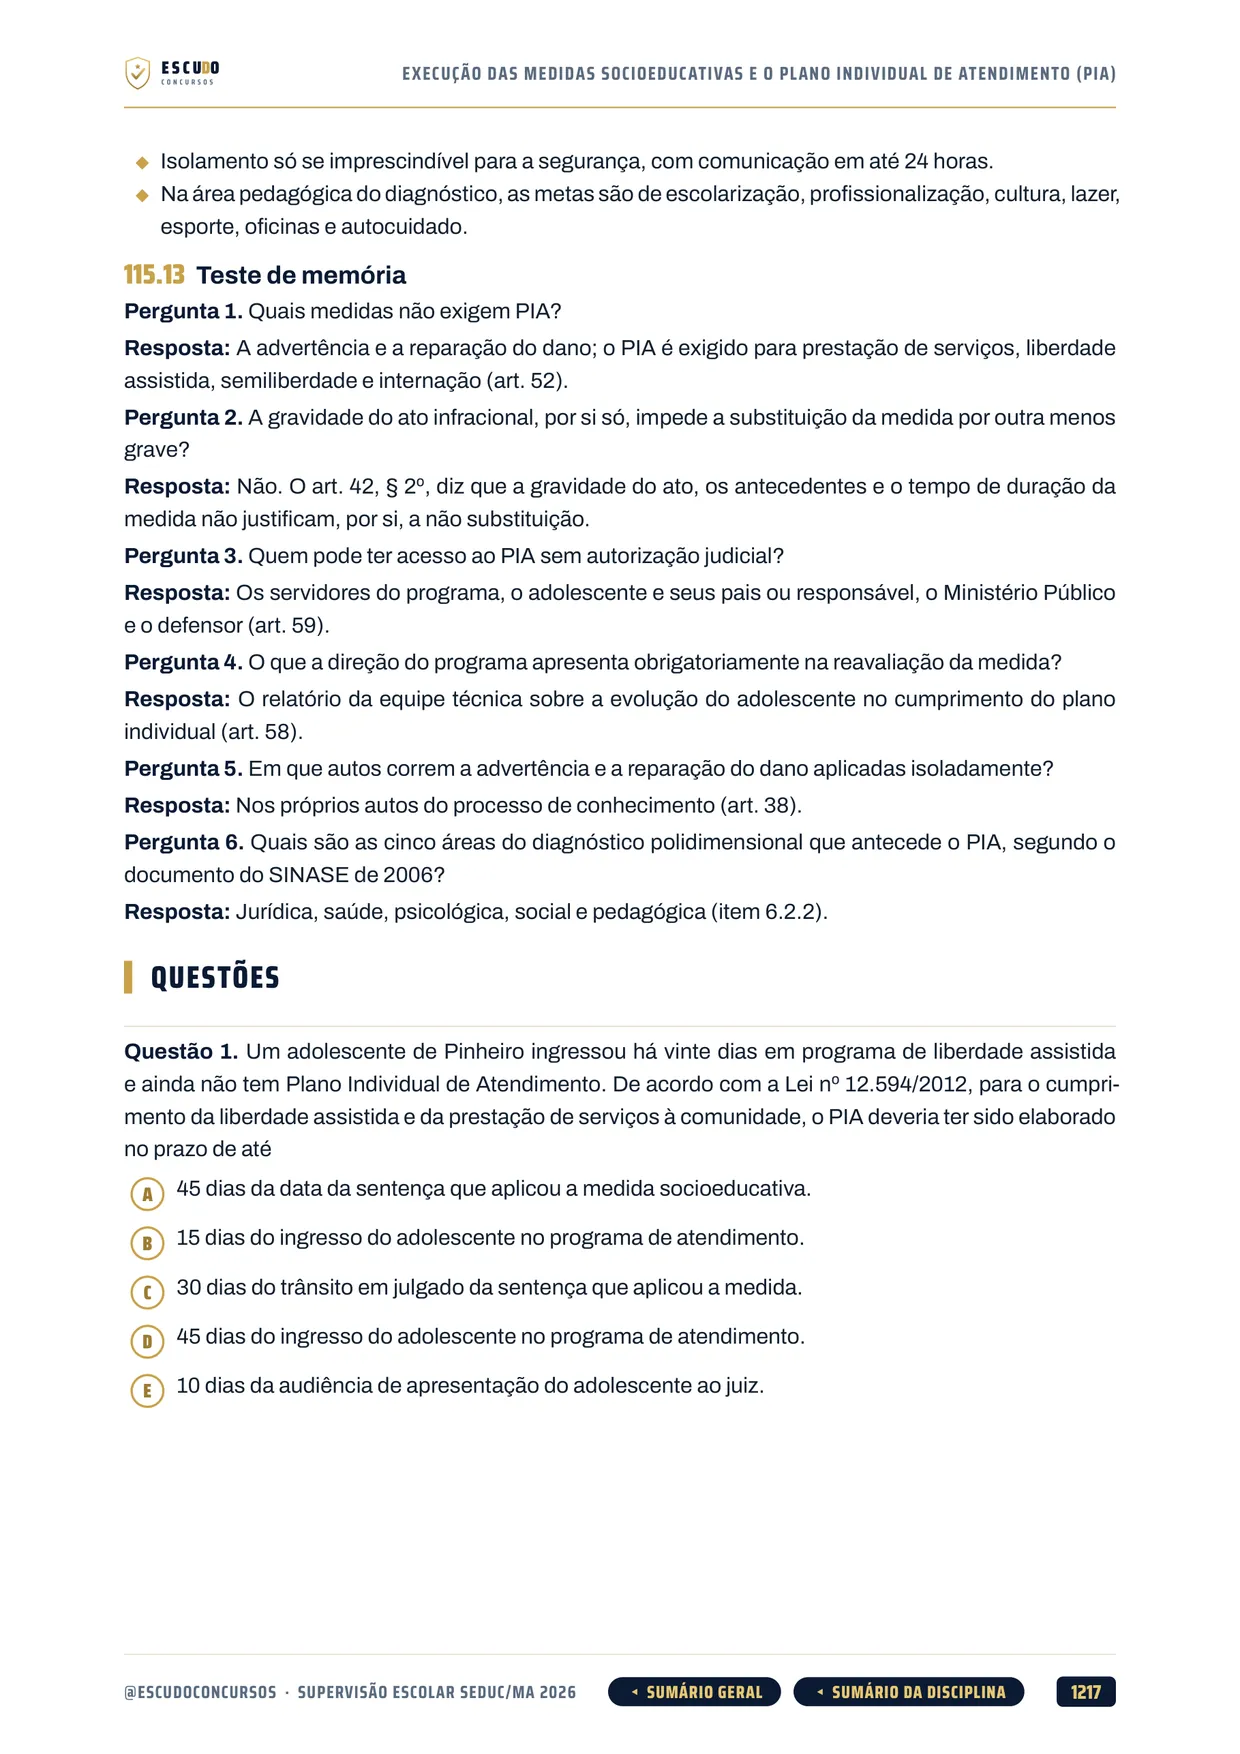 ESCUDO
CONCURSOS
EXECUÇÃO DAS MEDIDAS SOCIOEDUCATIVAS E O PLANO INDIVIDUAL DE ATENDIMENTO (PIA)
Isolamento só se imprescindível para a segurança, com comunicação em até 24 horas.
Na área pedagógica do diagnóstico, as metas são de escolarização, profissionalização, cultura, lazer,
esporte, oficinas e autocuidado.
115.13 Teste de memória
Pergunta 1. Quais medidas não exigem PIA?
Resposta: A advertência e a reparação do dano; o PIA é exigido para prestação de serviços, liberdade
assistida, semiliberdade e internação (art. 52).
Pergunta 2. A gravidade do ato infracional, por si só, impede a substituição da medida por outra menos
grave?
Resposta: Não. O art. 42, § 2º, diz que a gravidade do ato, os antecedentes e o tempo de duração da
medida não justificam, por si, a não substituição.
Pergunta 3. Quem pode ter acesso ao PIA sem autorização judicial?
Resposta: Os servidores do programa, o adolescente e seus pais ou responsável, o Ministério Público
e o defensor (art. 59).
Pergunta 4. O que a direção do programa apresenta obrigatoriamente na reavaliação da medida?
Resposta: O relatório da equipe técnica sobre a evolução do adolescente no cumprimento do plano
individual (art. 58).
Pergunta 5. Em que autos correm a advertência e a reparação do dano aplicadas isoladamente?
Resposta: Nos próprios autos do processo de conhecimento (art. 38).
Pergunta 6. Quais são as cinco áreas do diagnóstico polidimensional que antecede o PIA, segundo o
documento do SINASE de 2006?
Resposta: Jurídica, saúde, psicológica, social e pedagógica (item 6.2.2).
QUESTÕES
Questão 1. Um adolescente de Pinheiro ingressou há vinte dias em programa de liberdade assistida
e ainda não tem Plano Individual de Atendimento. De acordo com a Lei nº 12.594/2012, para o cumpri-
mento da liberdade assistida e da prestação de serviços à comunidade, o PIA deveria ter sido elaborado
no prazo de até
A 45 dias da data da sentença que aplicou a medida socioeducativa.
B 15 dias do ingresso do adolescente no programa de atendimento.
C 30 dias do trânsito em julgado da sentença que aplicou a medida.
D 45 dias do ingresso do adolescente no programa de atendimento.
E 10 dias da audiência de apresentação do adolescente ao juiz.
@ESCUDOCONCURSOS · SUPERVISÃO ESCOLAR SEDUC/MA 2026 SUMÁRIO GERAL SUMÁRIO DA DISCIPLINA 1217